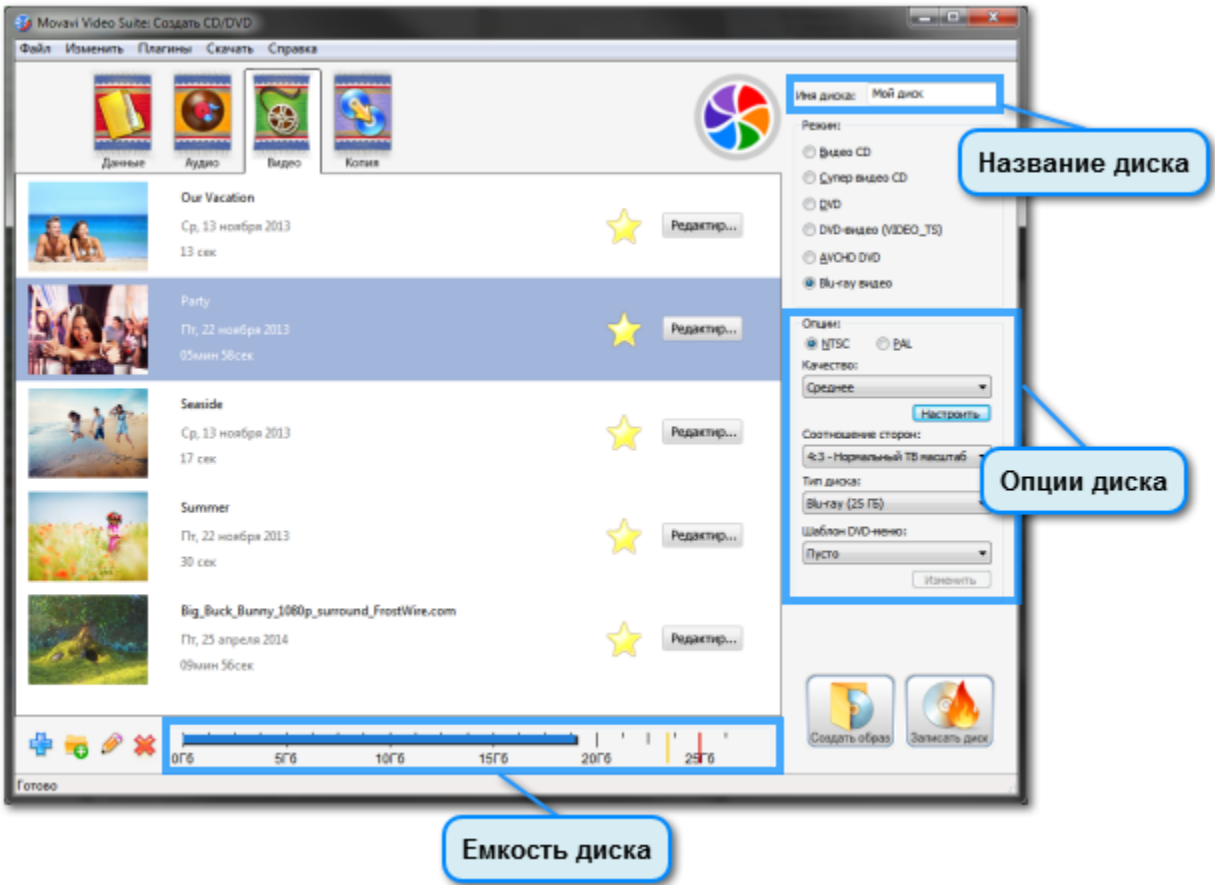 Movavi Video Suite: Создать CD/DVD
Файл Изменить Плагины Скачать Справка
Данные Аудио Видео Копия
Our Vacation
Ср, 13 ноября 2013
13 сек
Редактир...
Party
Пт, 22 ноября 2013
05мин 58сек
Редактир...
Seaside
Ср, 13 ноября 2013
17 сек
Редактир...
Summer
Пт, 22 ноября 2013
30 сек
Редактир...
Big_Buck_Bunny_1080p_surround_FrostWire.com
Пт, 25 апреля 2014
09мин 56сек
Редактир...
0Гб 5Гб 10Гб 15Гб 20Гб 25Гб
Готово
Имя диска: Мой диск
Режим:
Видео CD
Супер видео CD
DVD
DVD-видео (VIDEO_TS)
AVCHD DVD
Blu-ray видео
Опции:
NTSC PAL
Качество:
Среднее
Настроить
Соотношение сторон:
4:3 - Нормальный ТВ масштаб
Тип диска:
Blu-ray (25 ГБ)
Шаблон DVD-меню:
Пусто
Изменить
Создать образ Записать диск
Название диска
Опции диска
Емкость диска